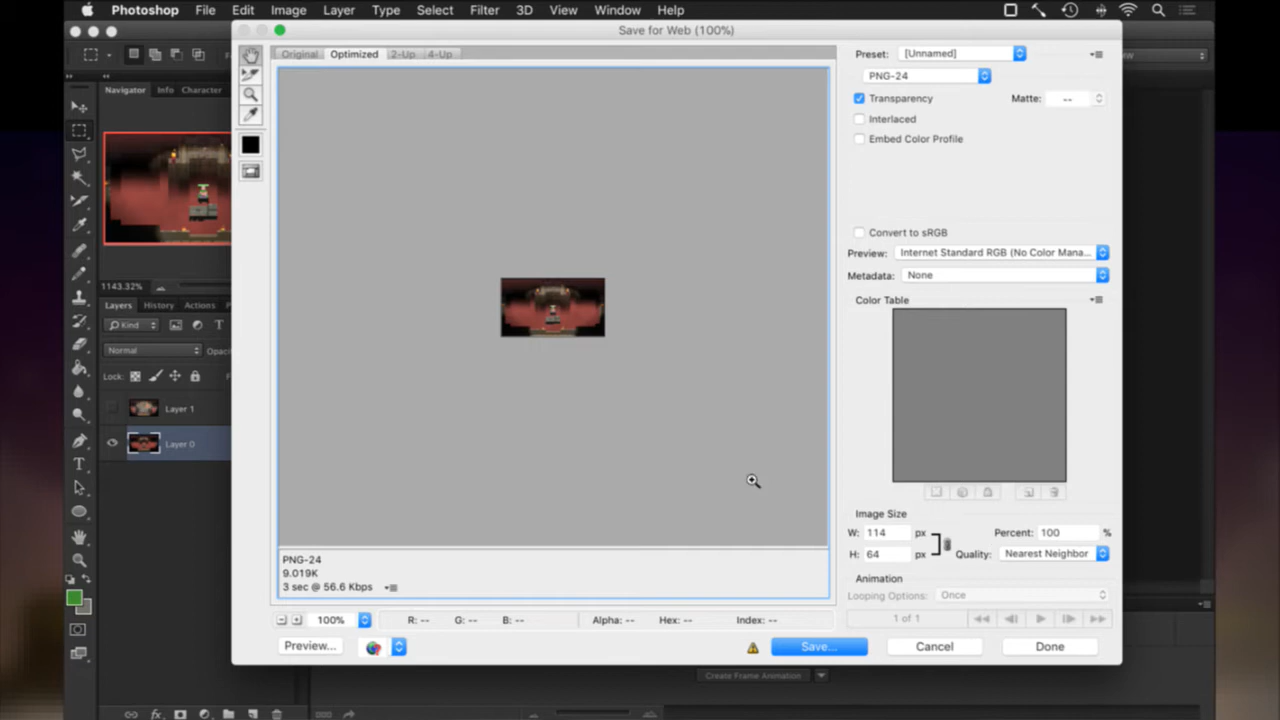 Photoshop File Edit Image Layer Type Select Filter 3D View Window Help
Save for Web (100%)
Original Optimized 2-Up 4-Up
Preset: [Unnamed]
PNG-24
Transparency Matte: --
Interlaced
Embed Color Profile
Convert to sRGB
Preview: Internet Standard RGB (No Color Mana...
Metadata: None
Color Table
Navigator Info Character
1143.32%
Layers History Actions
Kind
Normal Opac
Lock:
Layer 1
Layer 0
PNG-24
9.019K
3 sec @ 56.6 Kbps
Image Size
W: 114 px Percent: 100 %
H: 64 px Quality: Nearest Neighbor
Animation
Looping Options: Once
1 of 1
100% R: -- G: -- B: -- Alpha: -- Hex: -- Index: --
Preview... Save... Cancel Done
Create Frame Animation